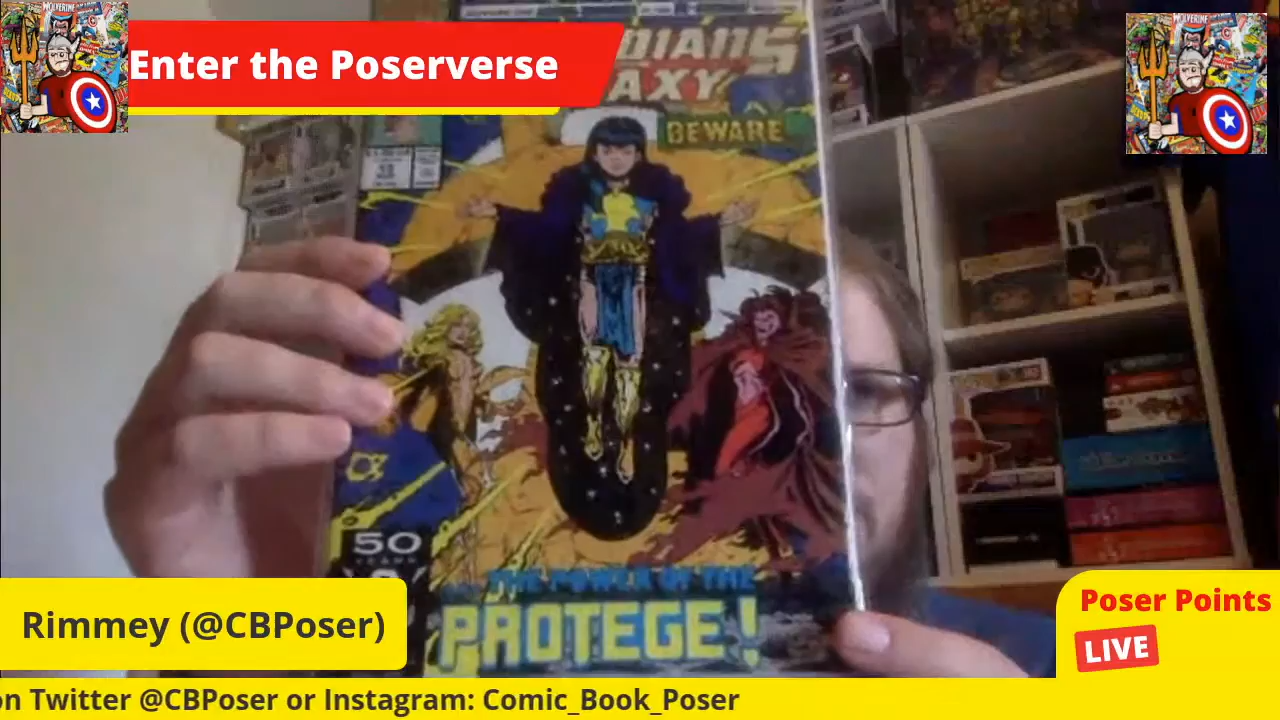 Enter the Poserverse
DIANS
AXY
BEWARE
50
YEARS
THE POWER OF THE
PROTEGE!
Rimmey (@CBPoser)
Poser Points
LIVE
on Twitter @CBPoser or Instagram: Comic_Book_Poser